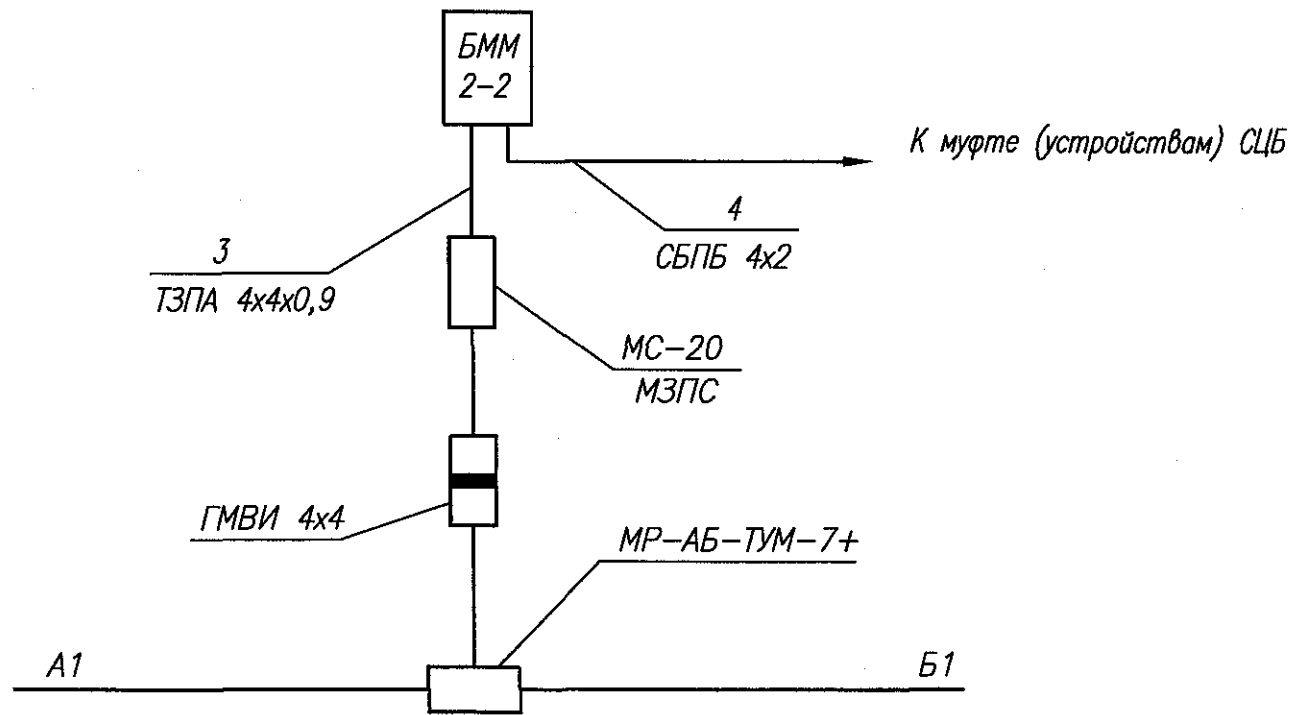 БММ
2-2
К муфте (устройствам) СЦБ
4
СБПБ 4х2
3
ТЗПА 4х4х0,9
МС-20
МЗПС
ГМВИ 4х4
МР-АБ-ТУМ-7+
А1
Б1